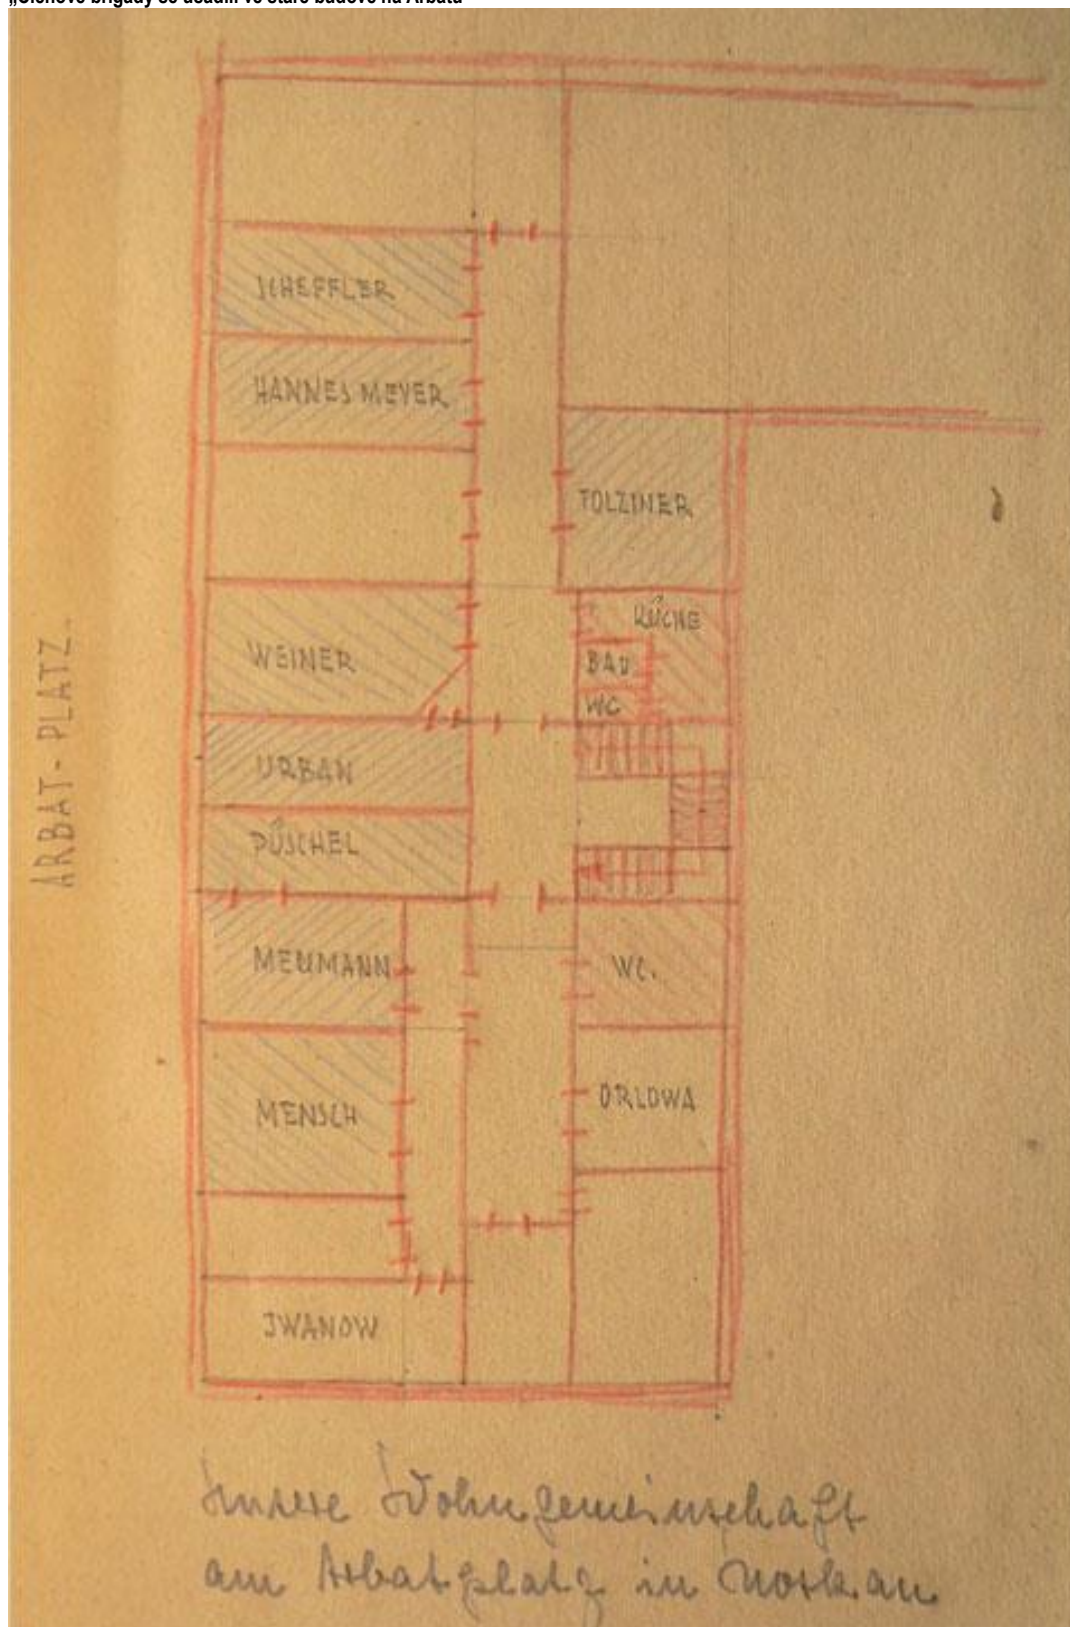 „Členové brigády se usadili ve staré budově na Arbatu“
SCHEFFLER
HANNES MEYER
TOLZINER
KÜCHE
BAD
WC
WEINER
URBAN
PÜSCHEL
MEUMANN
WC.
MENSCH
ORLOWA
JWANOW
ARBAT-PLATZ.
Unsere Wohngemeinschaft
am Arbatplatz in Moskau